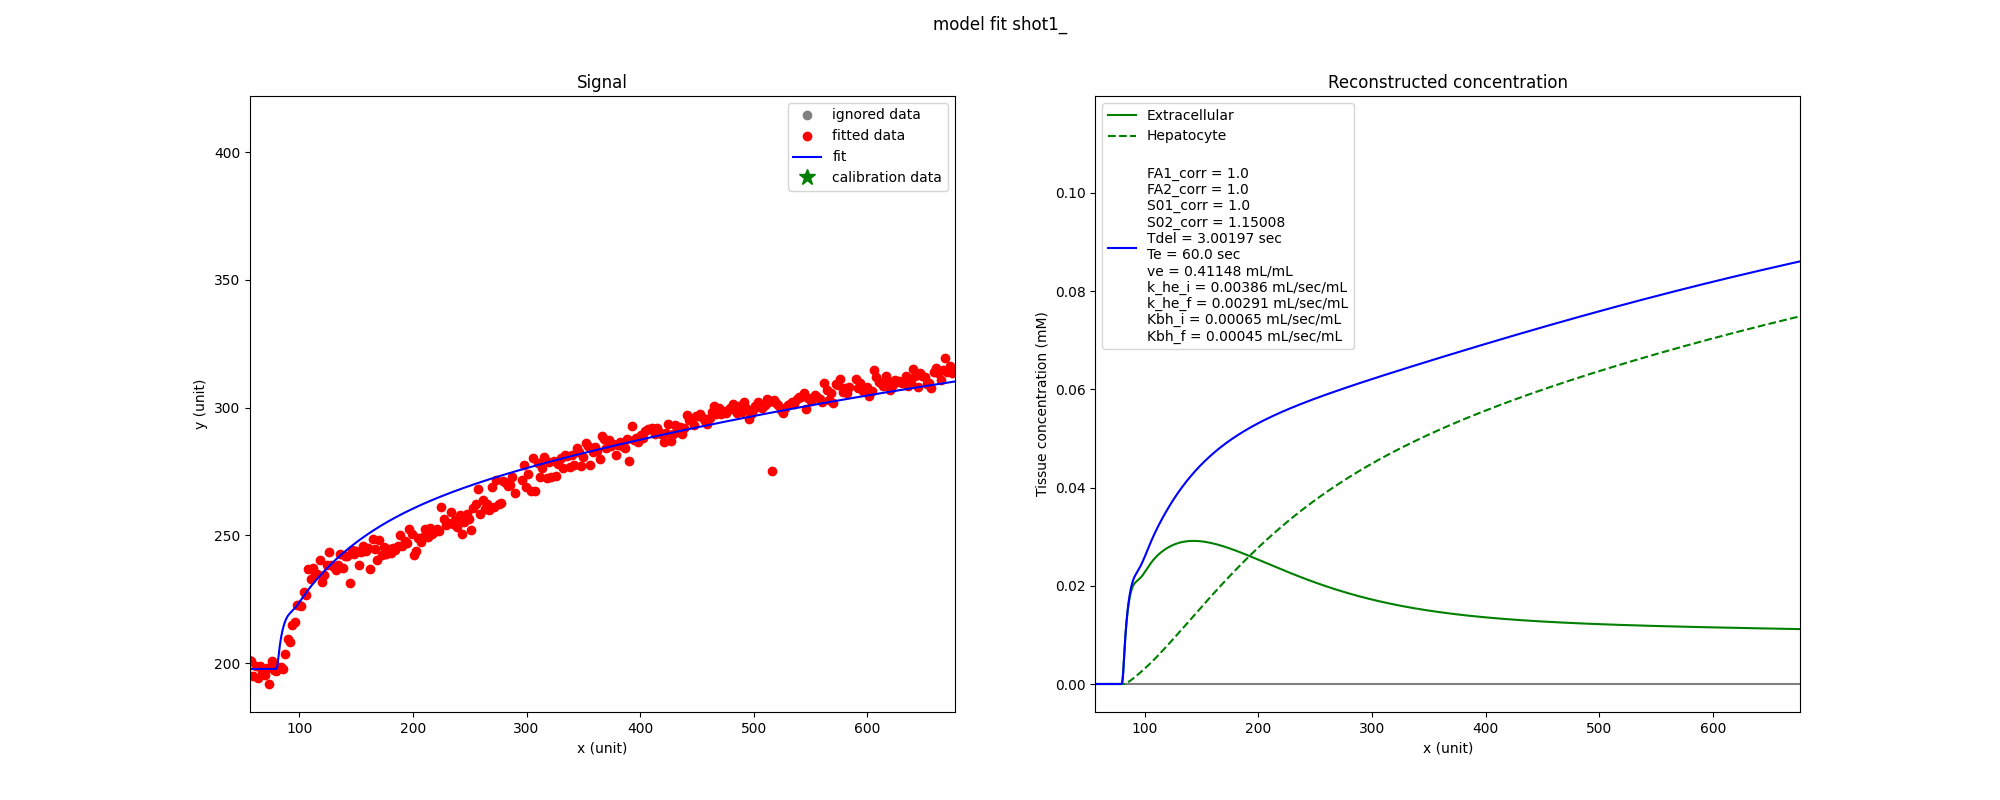 model fit shot1_
Signal
ignored data
fitted data
fit
calibration data
400
350
300
250
200
y (unit)
100 200 300 400 500 600
x (unit)
Reconstructed concentration
Extracellular
Hepatocyte
FA1_corr = 1.0
FA2_corr = 1.0
S01_corr = 1.0
S02_corr = 1.15008
Tdel = 3.00197 sec
Te = 60.0 sec
ve = 0.41148 mL/mL
k_he_i = 0.00386 mL/sec/mL
k_he_f = 0.00291 mL/sec/mL
Kbh_i = 0.00065 mL/sec/mL
Kbh_f = 0.00045 mL/sec/mL
0.10
0.08
0.06
0.04
0.02
0.00
Tissue concentration (mM)
100 200 300 400 500 600
x (unit)